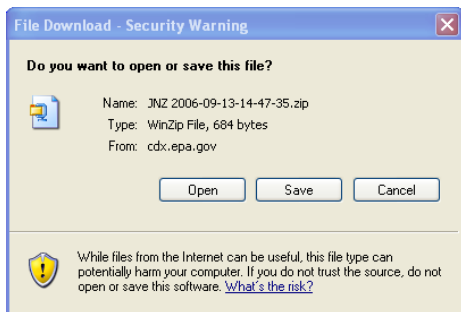 File Download - Security Warning
Do you want to open or save this file?
Name: JNZ 2006-09-13-14-47-35.zip
Type: WinZip File, 684 bytes
From: cdx.epa.gov
Open Save Cancel
While files from the Internet can be useful, this file type can
potentially harm your computer. If you do not trust the source, do not
open or save this software. What's the risk?